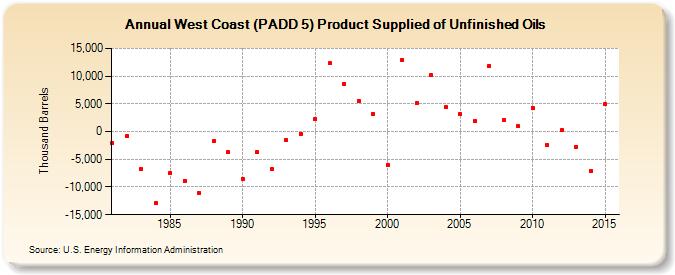 Annual West Coast (PADD 5) Product Supplied of Unfinished Oils
Thousand Barrels
15,000
10,000
5,000
0
-5,000
-10,000
-15,000
1985 1990 1995 2000 2005 2010 2015
Source: U.S. Energy Information Administration